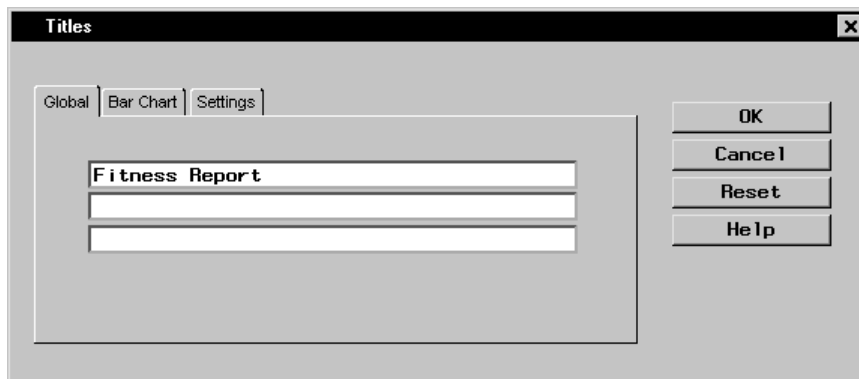 Titles
Global Bar Chart Settings
Fitness Report
OK
Cancel
Reset
Help